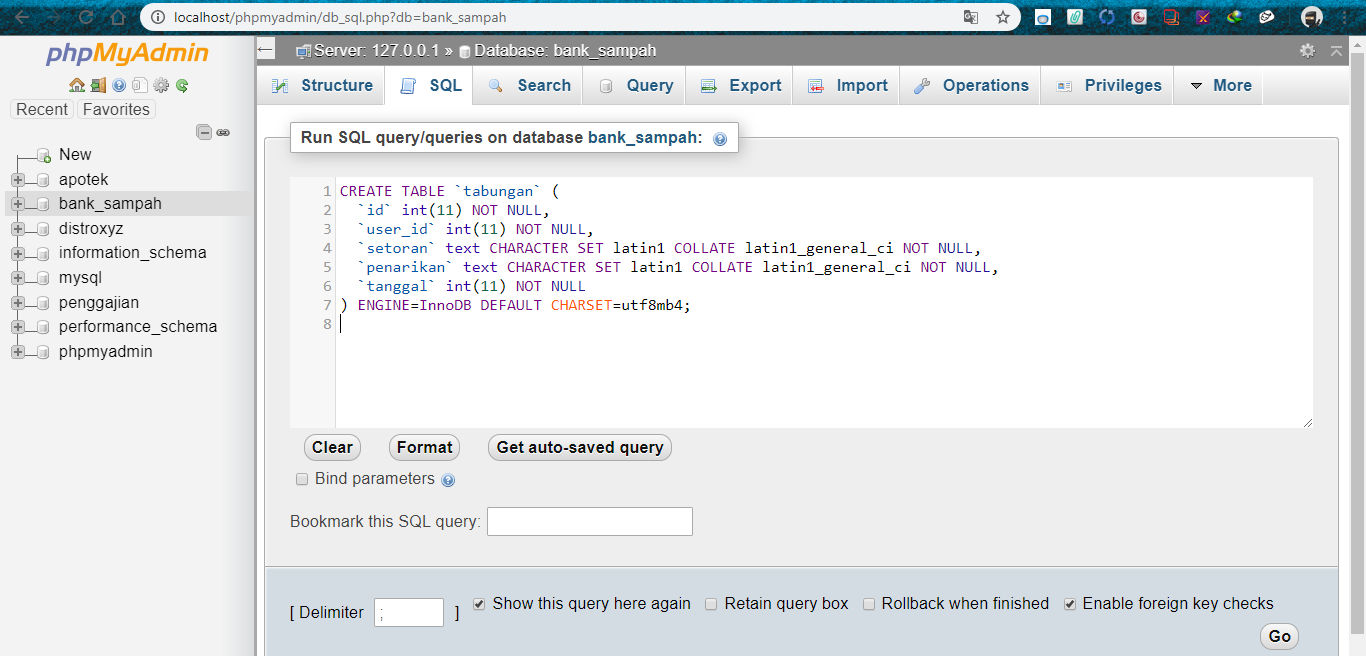 localhost/phpmyadmin/db_sql.php?db=bank_sampah
phpMyAdmin
Recent Favorites
New
apotek
bank_sampah
distroxyz
information_schema
mysql
penggajian
performance_schema
phpmyadmin
Server: 127.0.0.1 » Database: bank_sampah
Structure SQL Search Query Export Import Operations Privileges More
Run SQL query/queries on database bank_sampah:
1 CREATE TABLE `tabungan` (
2 `id` int(11) NOT NULL,
3 `user_id` int(11) NOT NULL,
4 `setoran` text CHARACTER SET latin1 COLLATE latin1_general_ci NOT NULL,
5 `penarikan` text CHARACTER SET latin1 COLLATE latin1_general_ci NOT NULL,
6 `tanggal` int(11) NOT NULL
7 ) ENGINE=InnoDB DEFAULT CHARSET=utf8mb4;
8
Clear Format Get auto-saved query
Bind parameters
Bookmark this SQL query:
[ Delimiter ; ] Show this query here again Retain query box Rollback when finished Enable foreign key checks
Go